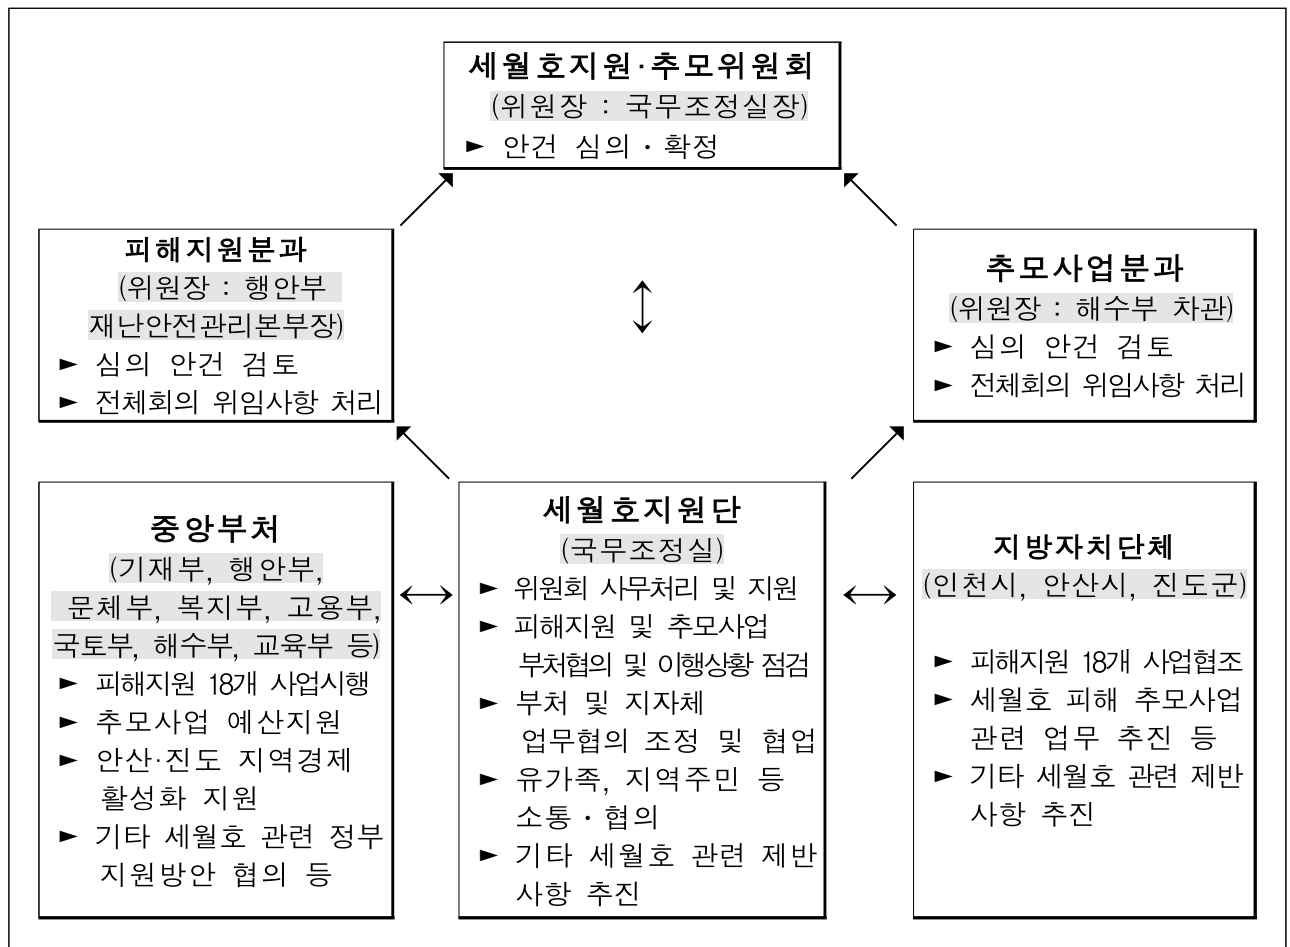 세월호지원·추모위원회
(위원장 : 국무조정실장)
► 안건 심의·확정
피해지원분과
(위원장 : 행안부
재난안전관리본부장)
► 심의 안건 검토
► 전체회의 위임사항 처리
추모사업분과
(위원장 : 해수부 차관)
► 심의 안건 검토
► 전체회의 위임사항 처리
중앙부처
(기재부, 행안부,
문체부, 복지부, 고용부,
국토부, 해수부, 교육부 등)
► 피해지원 18개 사업시행
► 추모사업 예산지원
► 안산·진도 지역경제
활성화 지원
► 기타 세월호 관련 정부
지원방안 협의 등
세월호지원단
(국무조정실)
► 위원회 사무처리 및 지원
► 피해지원 및 추모사업
부처협의 및 이행상황 점검
► 부처 및 지자체
업무협의 조정 및 협업
► 유가족, 지역주민 등
소통·협의
► 기타 세월호 관련 제반
사항 추진
지방자치단체
(인천시, 안산시, 진도군)
► 피해지원 18개 사업협조
► 세월호 피해 추모사업
관련 업무 추진 등
► 기타 세월호 관련 제반
사항 추진